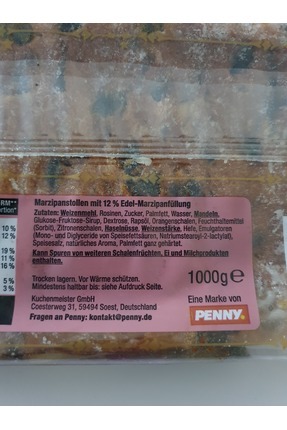 RM**
ortion*
10 %
12 %
19 %
11 %
16 %
5 %
3 %
Marzipanstollen mit 12 % Edel-Marzipanfüllung
Zutaten: Weizenmehl, Rosinen, Zucker, Palmfett, Wasser, Mandeln,
Glukose-Fruktose-Sirup, Dextrose, Rapsöl, Orangenschalen, Feuchthaltemittel
(Sorbit), Zitronenschalen, Haselnüsse, Weizenstärke, Hefe, Emulgatoren
(Mono- und Diglyceride von Speisefettsäuren, Natriumstearoyl-2-lactylat),
Speisesalz, natürliches Aroma, Palmfett ganz gehärtet.
Kann Spuren von weiteren Schalenfrüchten, Ei und Milchprodukten
enthalten.
Trocken lagern. Vor Wärme schützen.
Mindestens haltbar bis: siehe Aufdruck Seite.
1000g e
Kuchenmeister GmbH
Coesterweg 31, 59494 Soest, Deutschland
Fragen an Penny: kontakt@penny.de
Eine Marke von
PENNY.